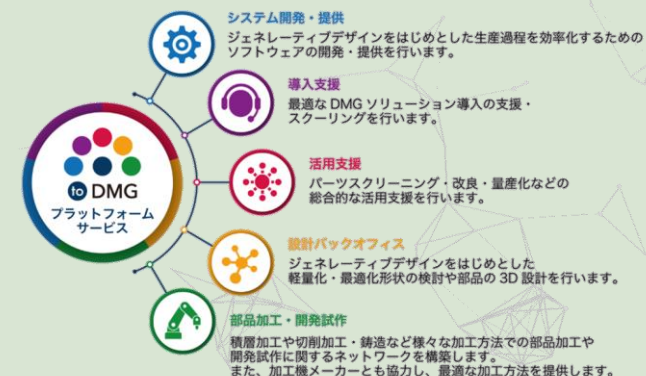 システム開発・提供
ジェネレーティブデザインをはじめとした生産過程を効率化するための
ソフトウェアの開発・提供を行います。
導入支援
最適な DMG ソリューション導入の支援・
スクーリングを行います。
to DMG
プラットフォーム
サービス
活用支援
パーツスクリーニング・改良・量産化などの
総合的な活用支援を行います。
設計バックオフィス
ジェネレーティブデザインをはじめとした
軽量化・最適化形状の検討や部品の 3D 設計を行います。
部品加工・開発試作
積層加工や切削加工・鋳造など様々な加工方法での部品加工や
開発試作に関するネットワークを構築します。
また、加工機メーカーとも協力し、最適な加工方法を提供します。